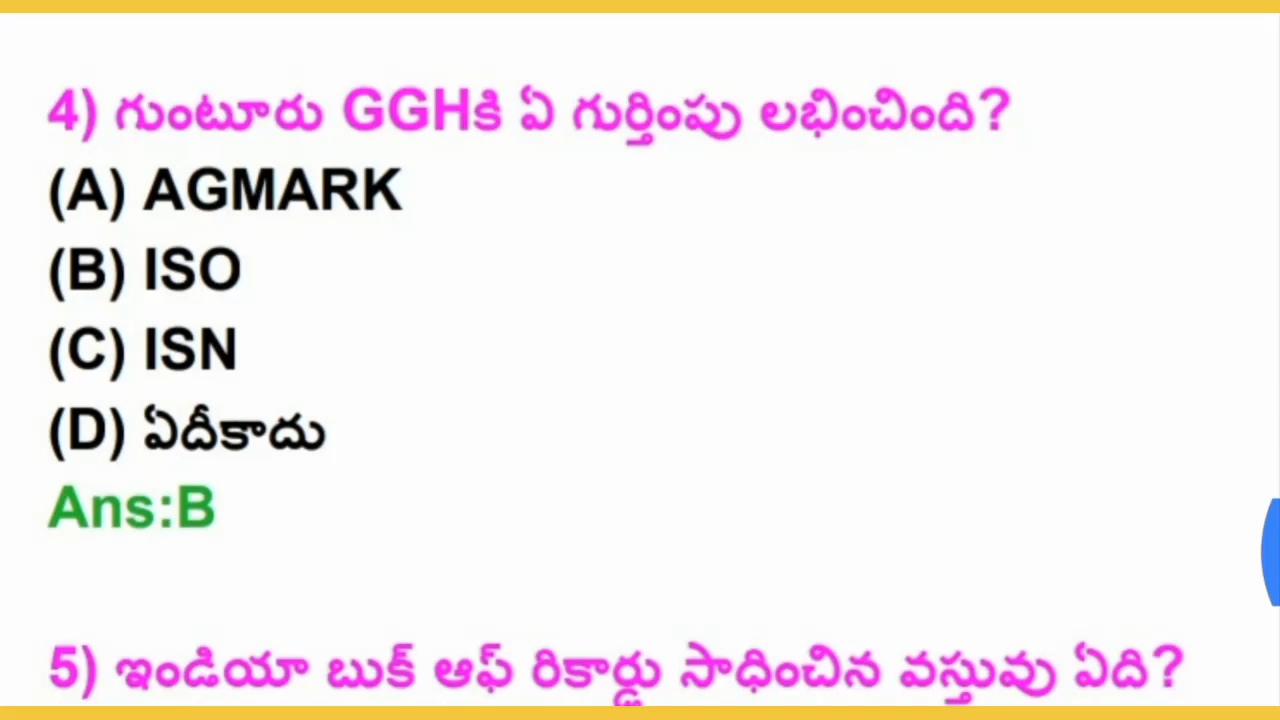 4) గుంటూరు GGHకి ఏ గుర్తింపు లభించింది?
(A) AGMARK
(B) ISO
(C) ISN
(D) ఏదీకాదు
Ans:B
5) ఇండియా బుక్ ఆఫ్ రికార్డు సాధించిన వస్తువు ఏది?